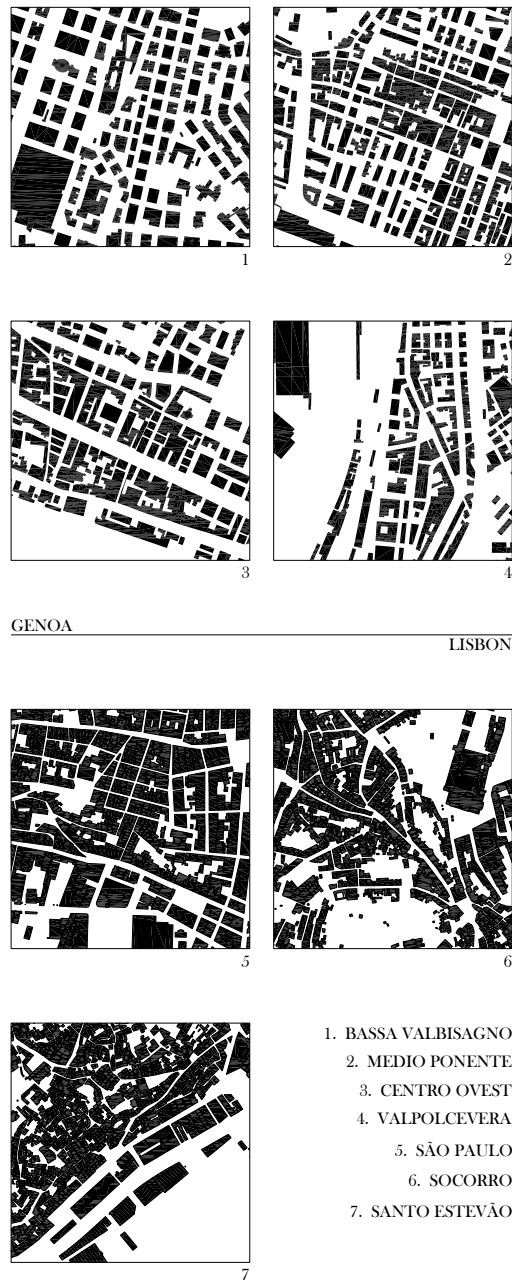 1
2
3
4
GENOA
LISBON
5
6
7
1. BASSA VALBISAGNO
2. MEDIO PONENTE
3. CENTRO OVEST
4. VALPOLCEVERA
5. SÃO PAULO
6. SOCORRO
7. SANTO ESTEVÃO